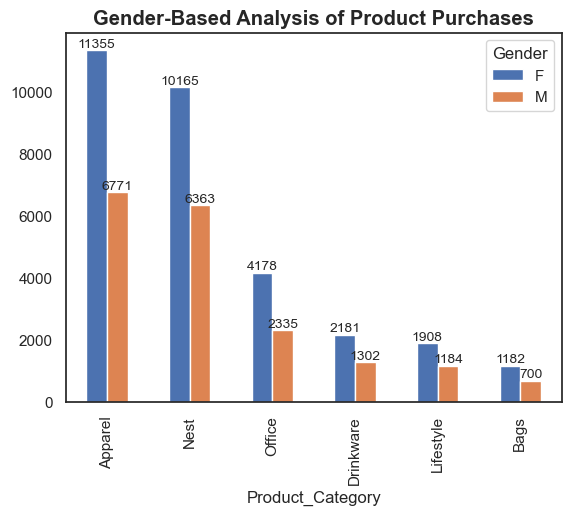 Gender-Based Analysis of Product Purchases
Gender
F
M
10000
8000
6000
4000
2000
0
11355
6771
10165
6363
4178
2335
2181
1302
1908
1184
1182
700
Apparel
Nest
Office
Drinkware
Lifestyle
Bags
Product_Category